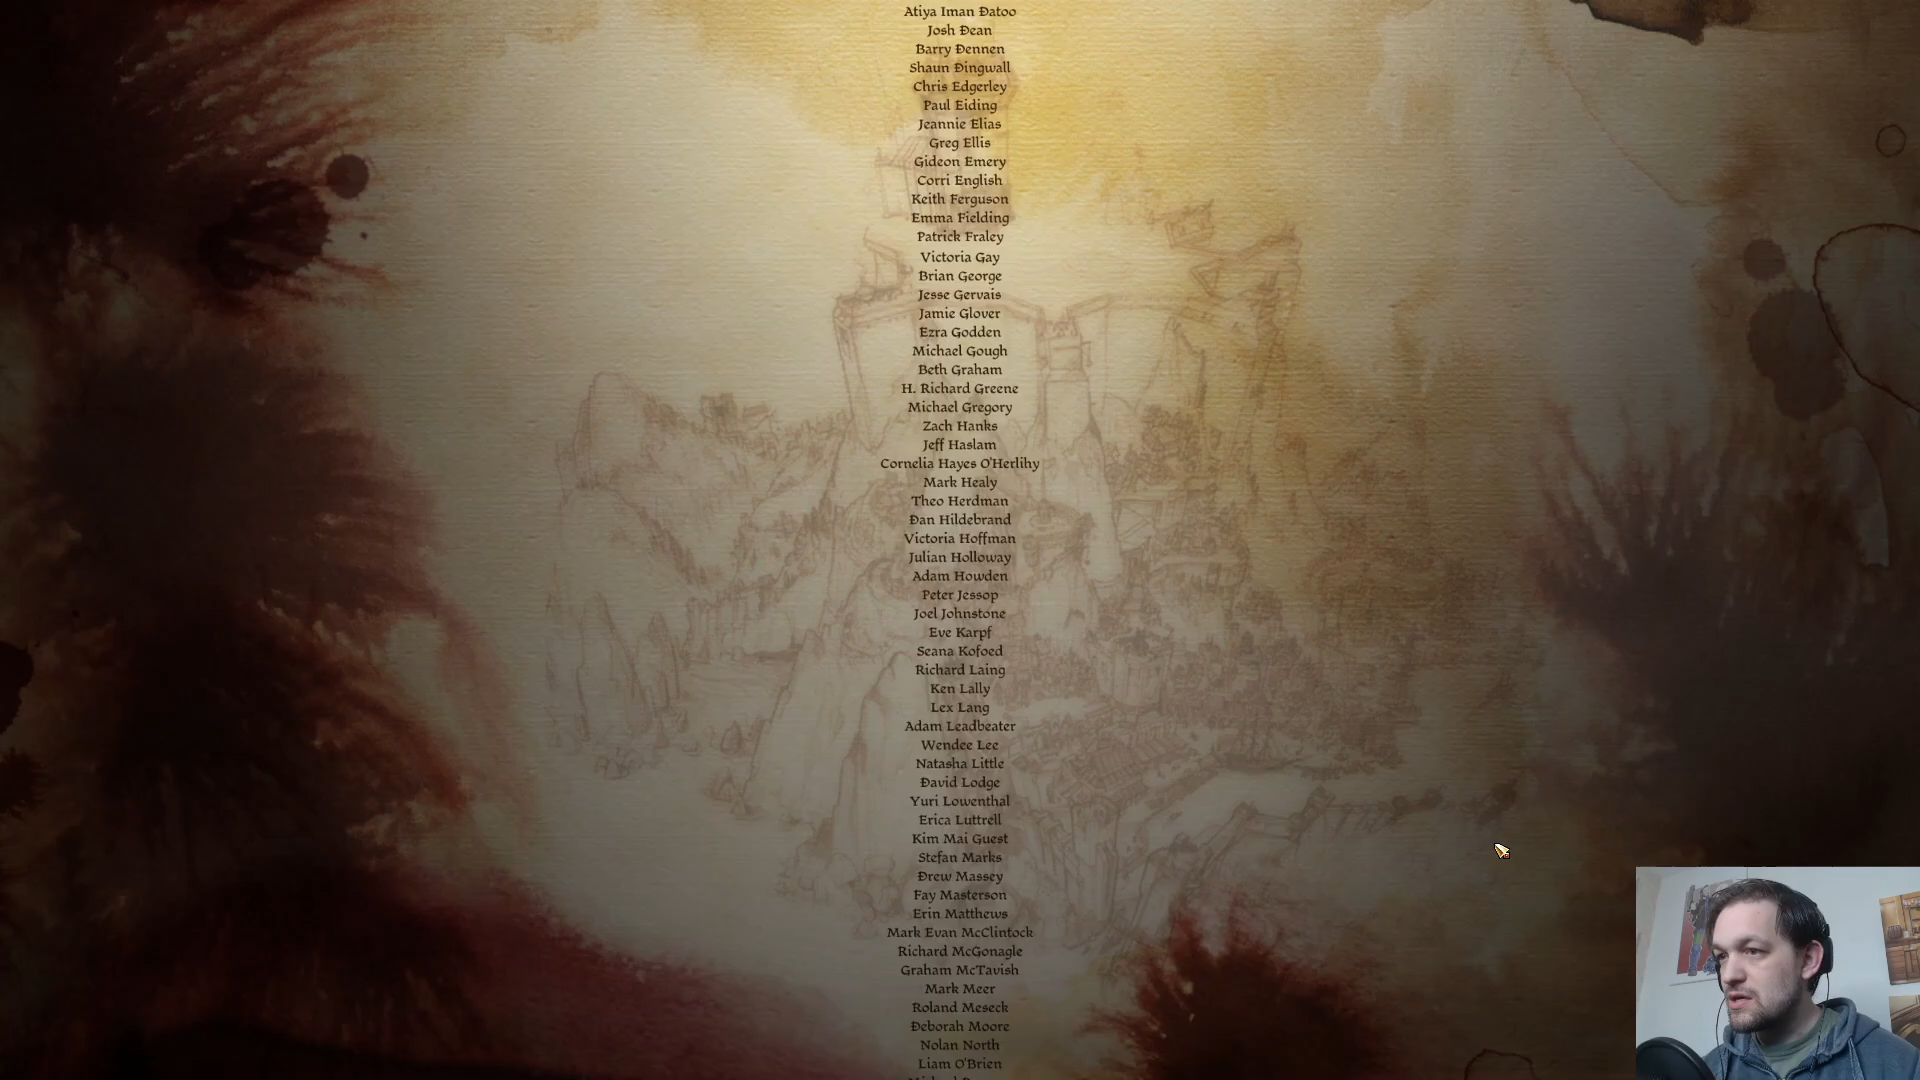 Atiya Iman Datoo
Josh Dean
Barry Dennen
Shaun Dingwall
Chris Edgerley
Paul Eiding
Jeannie Elias
Greg Ellis
Gideon Emery
Corri English
Keith Ferguson
Emma Fielding
Patrick Fraley
Victoria Gay
Brian George
Jesse Gervais
Jamie Glover
Ezra Godden
Michael Gough
Beth Graham
H. Richard Greene
Michael Gregory
Zach Hanks
Jeff Haslam
Cornelia Hayes O'Herlihy
Mark Healy
Theo Herdman
Dan Hildebrand
Victoria Hoffman
Julian Holloway
Adam Howden
Peter Jessop
Joel Johnstone
Eve Karpf
Seana Kofoed
Richard Laing
Ken Lally
Lex Lang
Adam Leadbeater
Wendee Lee
Natasha Little
David Lodge
Yuri Lowenthal
Erica Luttrell
Kim Mai Guest
Stefan Marks
Drew Massey
Fay Masterson
Erin Matthews
Mark Evan McClintock
Richard McGonagle
Graham McTavish
Mark Meer
Roland Meseck
Deborah Moore
Nolan North
Liam O'Brien